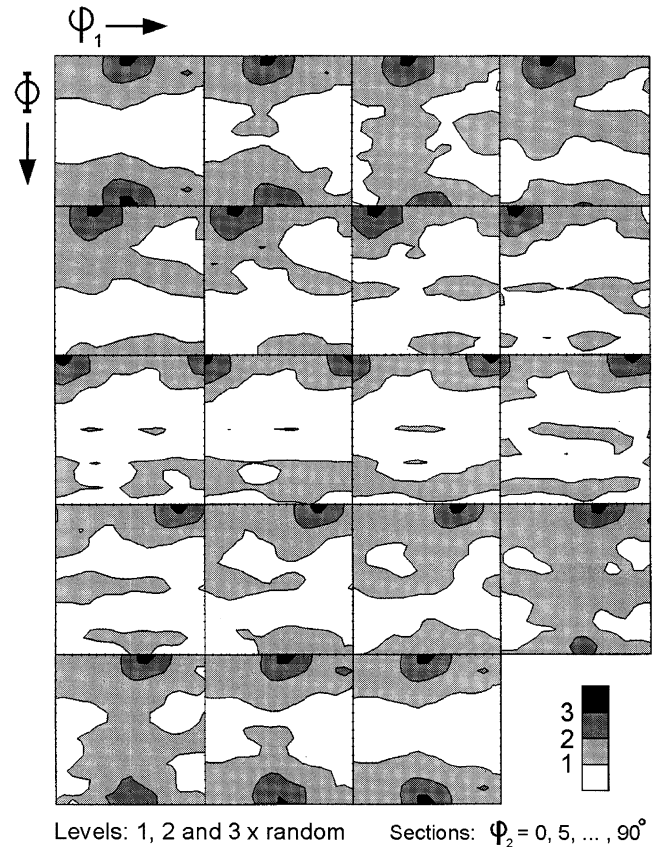 φ₁
Φ
3
2
1
Levels: 1, 2 and 3 x random
Sections: φ₂ = 0, 5, ... , 90°